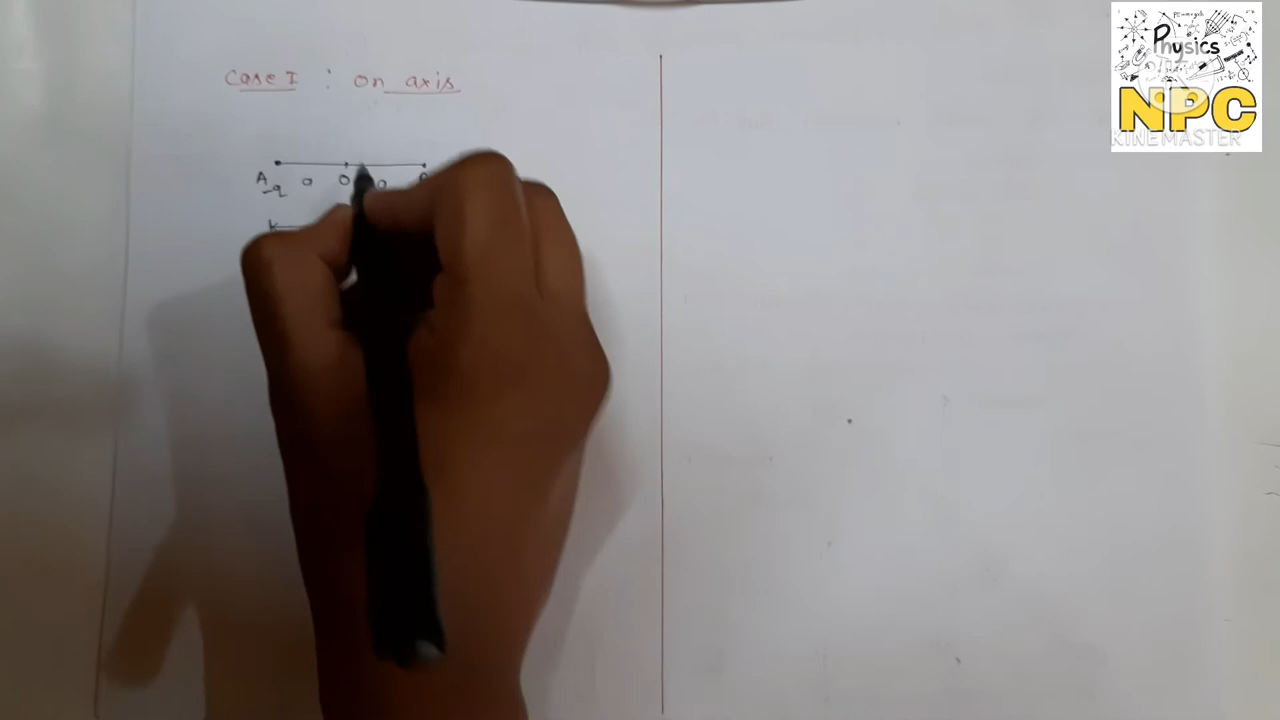 Case I : on axis
A a O a
-q
Physics
NPC
KINEMASTER